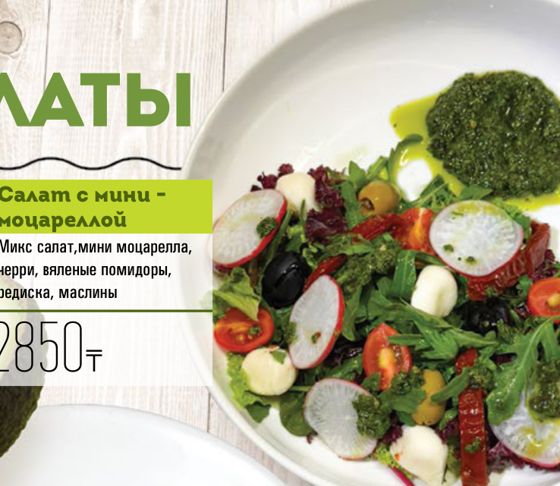 ЛАТЫ
Салат с мини -
моцареллой
Микс салат,мини моцарелла,
черри, вяленые помидоры,
редиска, маслины
2850₸